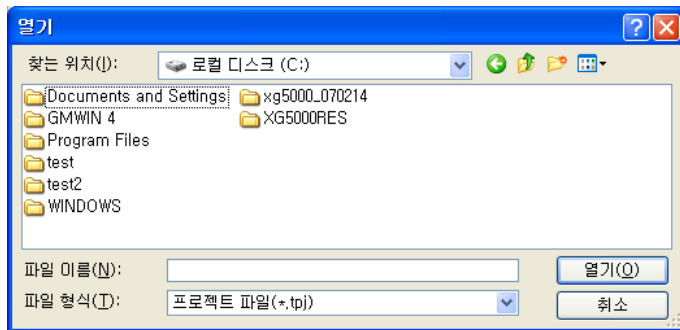 열기
찾는 위치(I): 로컬 디스크 (C:)
Documents and Settings xg5000_070214
GMWIN 4 XG5000RES
Program Files
test
test2
WINDOWS
파일 이름(N): 열기(O)
파일 형식(T): 프로젝트 파일(*.tpj) 취소